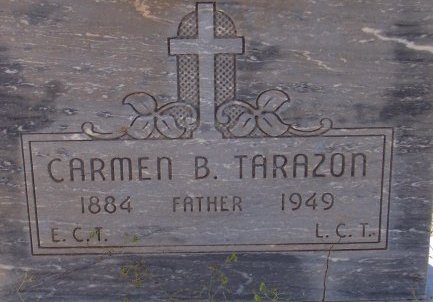 CARMEN B. TARAZON
1884 FATHER 1949
E. C. T. L. C. T.